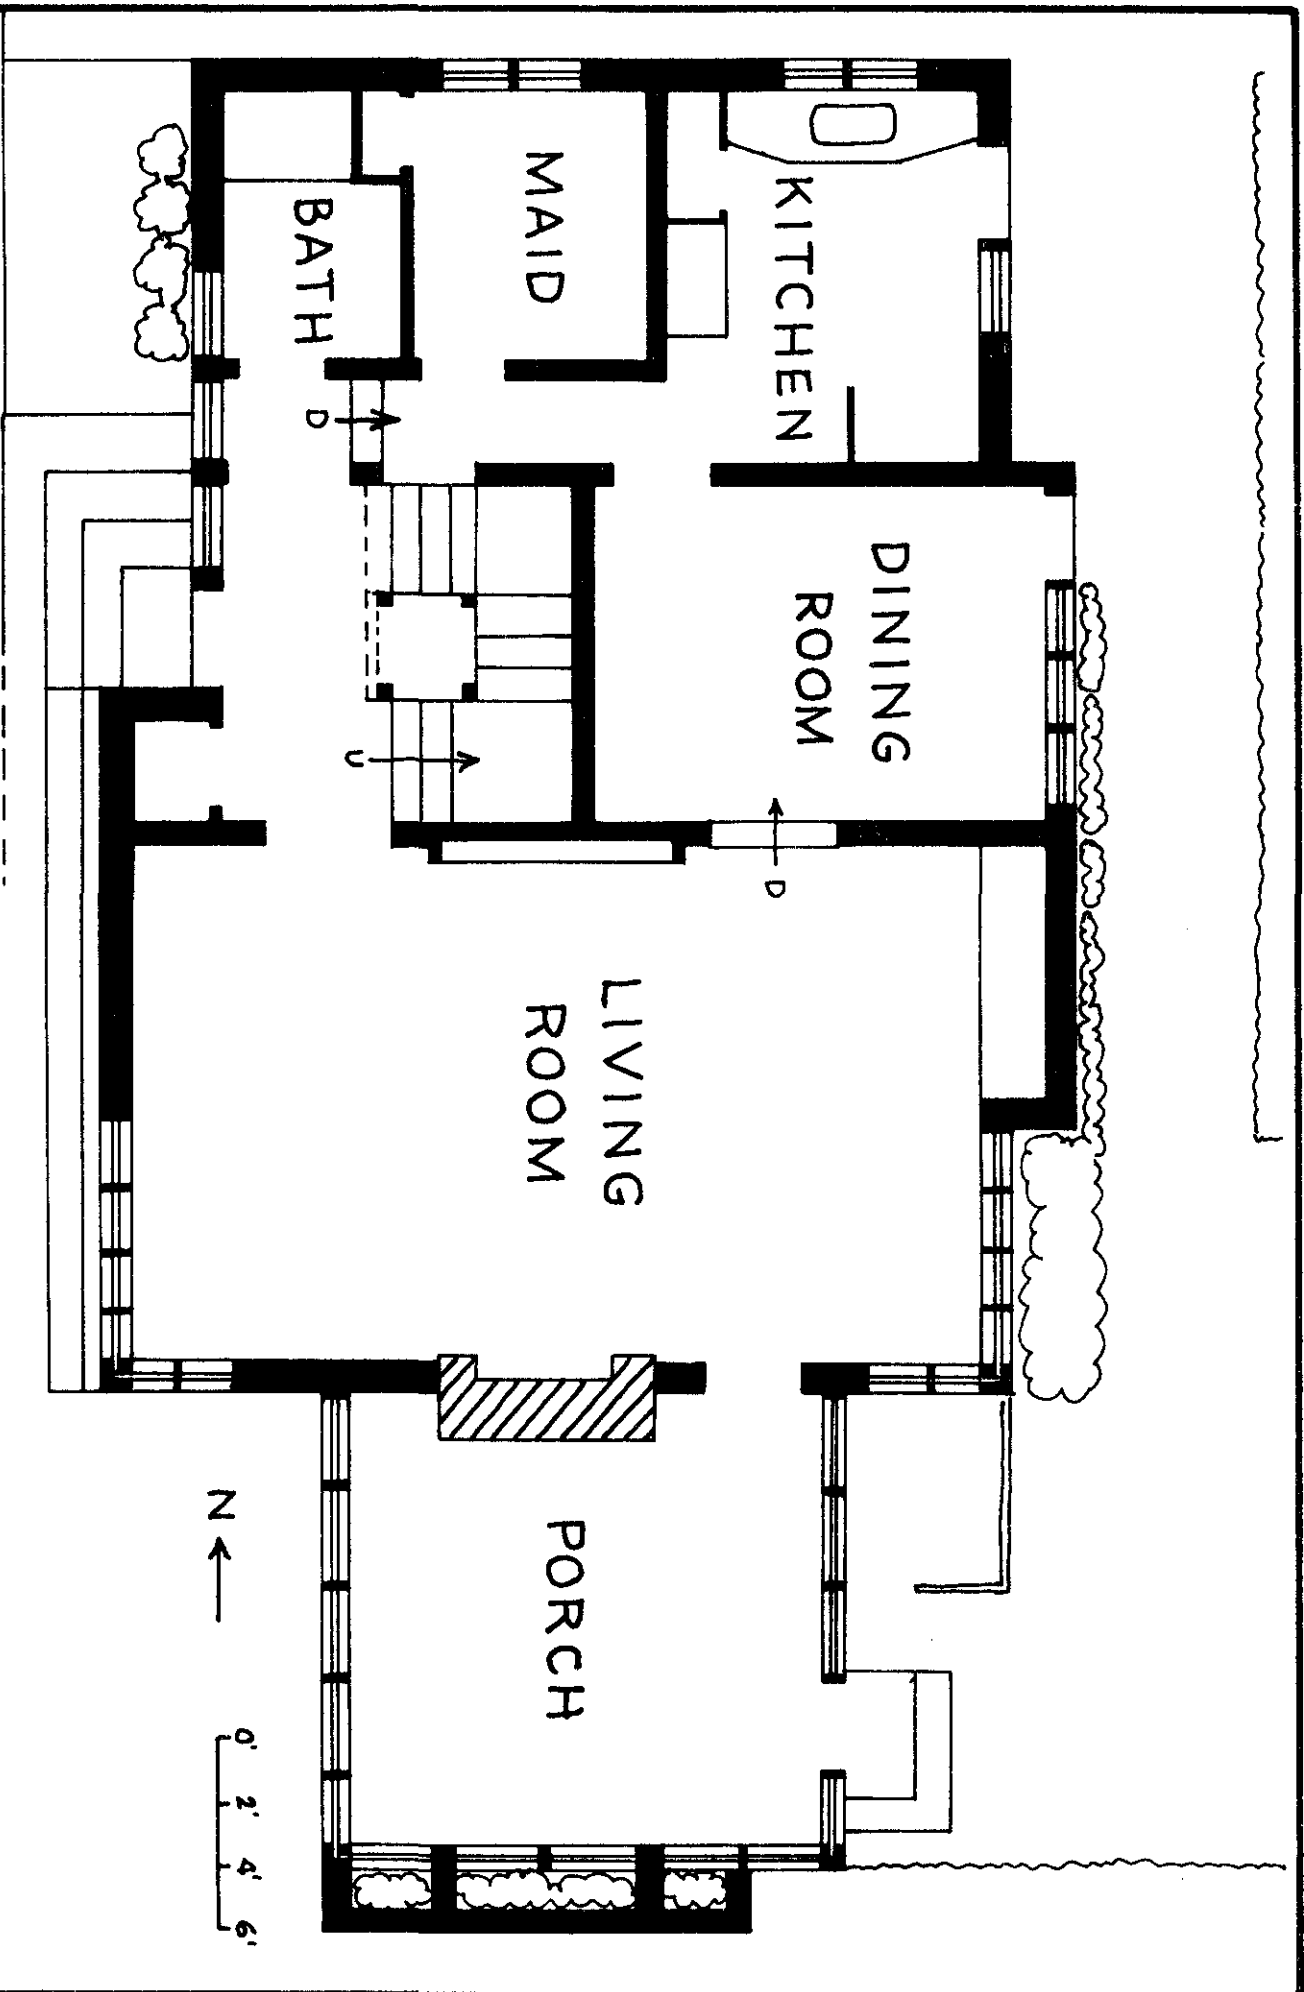 MAID
KITCHEN
BATH
D
DINING
ROOM
U
D
LIVING
ROOM
PORCH
N
0' 2' 4' 6'